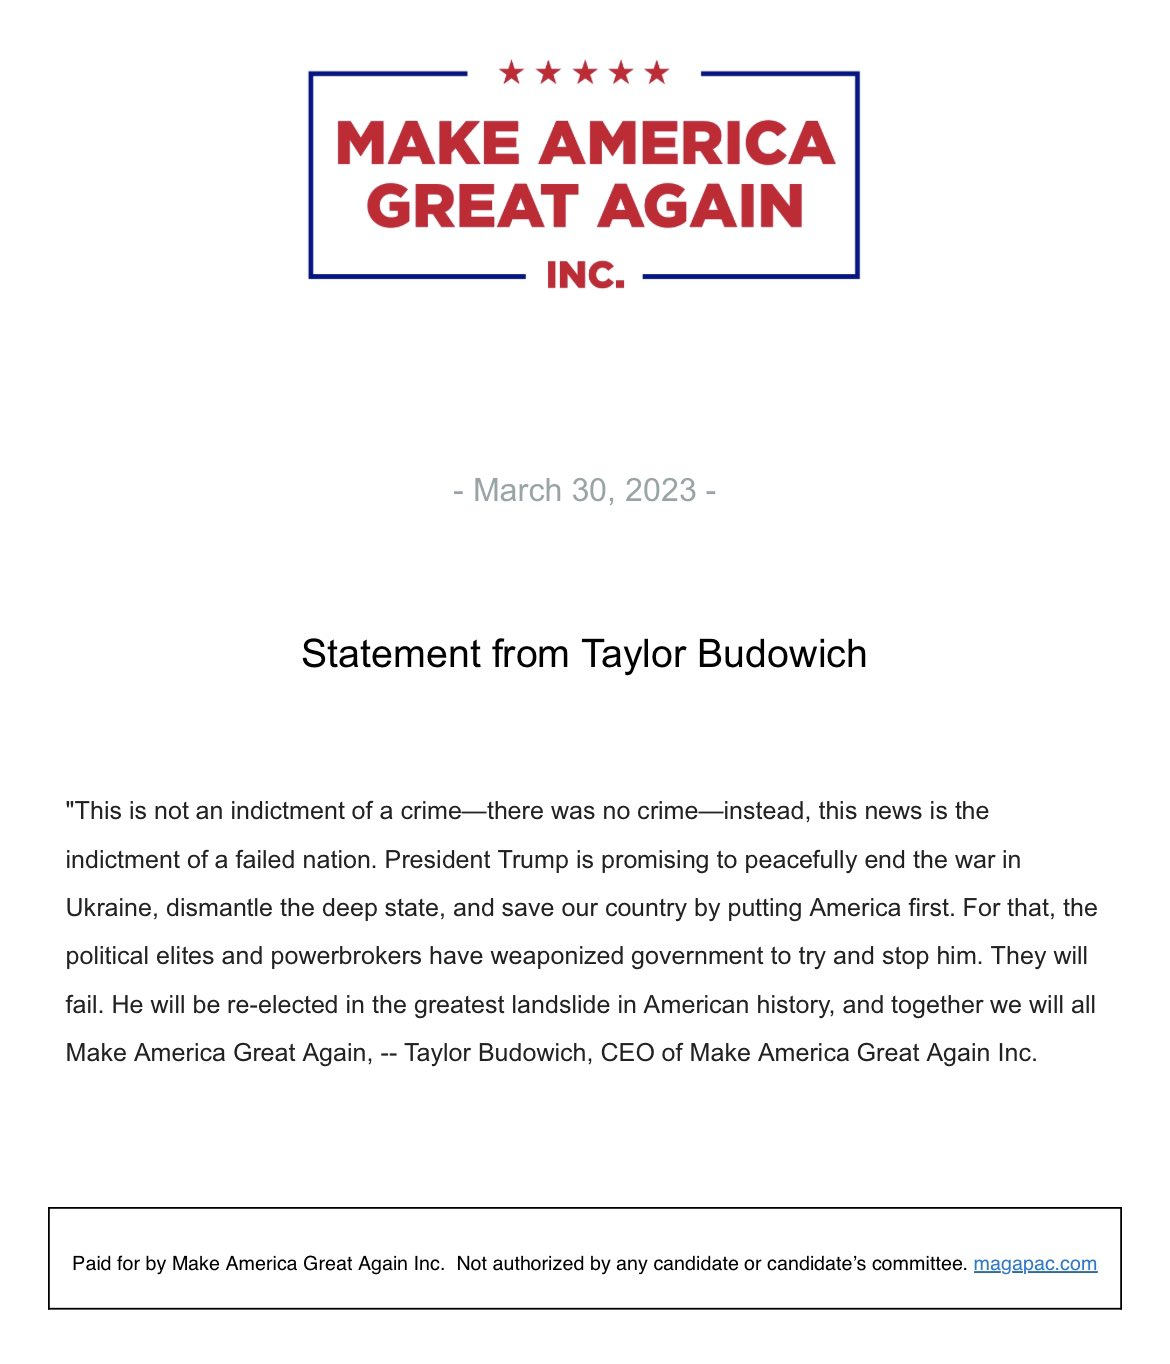 ★ ★ ★ ★ ★
MAKE AMERICA
GREAT AGAIN
INC.
- March 30, 2023 -
Statement from Taylor Budowich
"This is not an indictment of a crime—there was no crime—instead, this news is the
indictment of a failed nation. President Trump is promising to peacefully end the war in
Ukraine, dismantle the deep state, and save our country by putting America first. For that, the
political elites and powerbrokers have weaponized government to try and stop him. They will
fail. He will be re-elected in the greatest landslide in American history, and together we will all
Make America Great Again, -- Taylor Budowich, CEO of Make America Great Again Inc.
Paid for by Make America Great Again Inc.  Not authorized by any candidate or candidate’s committee. magapac.com